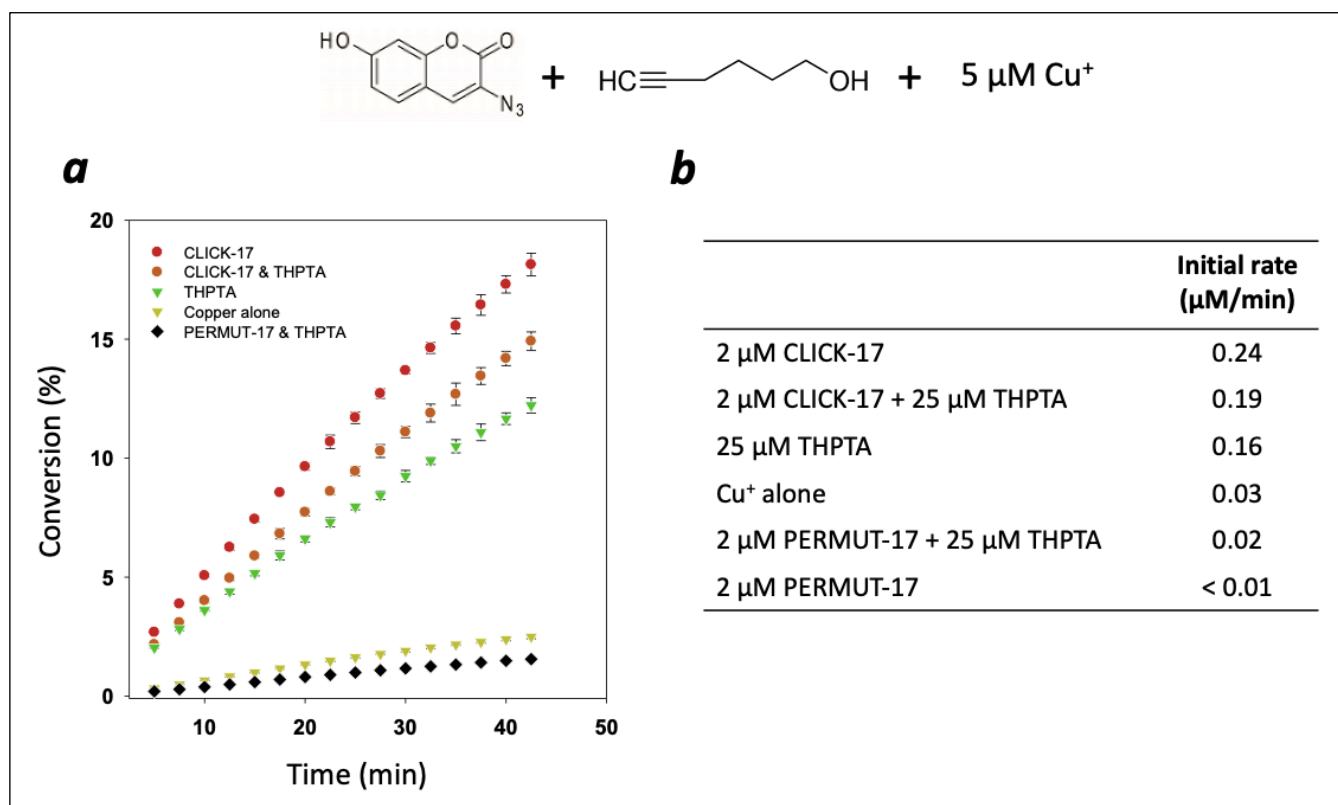 HO O O N₃ + HC OH + 5 µM Cu⁺
a
b
20
15
10
5
0
Conversion (%)
CLICK-17
CLICK-17 & THPTA
THPTA
Copper alone
PERMUT-17 & THPTA
10 20 30 40 50
Time (min)
Initial rate
(µM/min)
2 µM CLICK-17 0.24
2 µM CLICK-17 + 25 µM THPTA 0.19
25 µM THPTA 0.16
Cu⁺ alone 0.03
2 µM PERMUT-17 + 25 µM THPTA 0.02
2 µM PERMUT-17 < 0.01